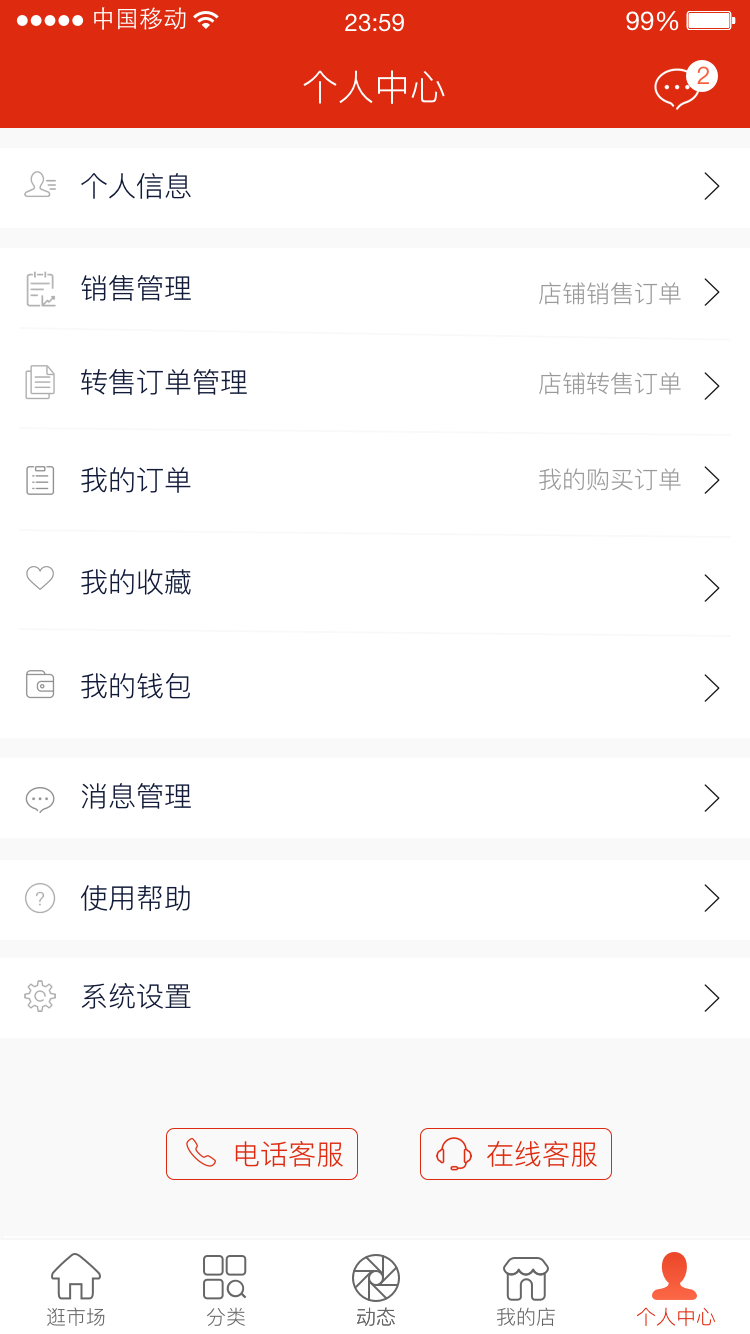 中国移动 23:59 99%
个人中心 2
个人信息
销售管理 店铺销售订单
转售订单管理 店铺转售订单
我的订单 我的购买订单
我的收藏
我的钱包
消息管理
? 使用帮助
系统设置
电话客服 在线客服
逛市场 分类 动态 我的店 个人中心